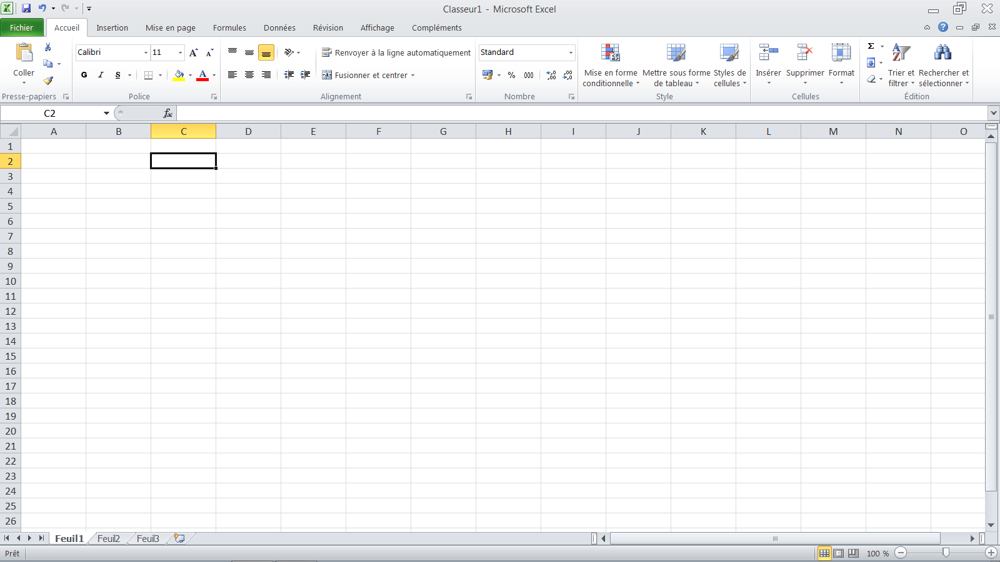 Classeur1 - Microsoft Excel
Fichier Accueil Insertion Mise en page Formules Données Révision Affichage Compléments
Coller
Presse-papiers
Calibri 11
G I S A
Police
Renvoyer à la ligne automatiquement
Fusionner et centrer
Alignement
Standard
% 000
Nombre
Mise en forme conditionnelle
Mettre sous forme de tableau
Styles de cellules
Style
Insérer Supprimer Format
Cellules
Σ
Trier et filtrer
Rechercher et sélectionner
Édition
C2 fx
A B C D E F G H I J K L M N O
1
2
3
4
5
6
7
8
9
10
11
12
13
14
15
16
17
18
19
20
21
22
23
24
25
26
Feuil1 Feuil2 Feuil3
Prêt 100 %